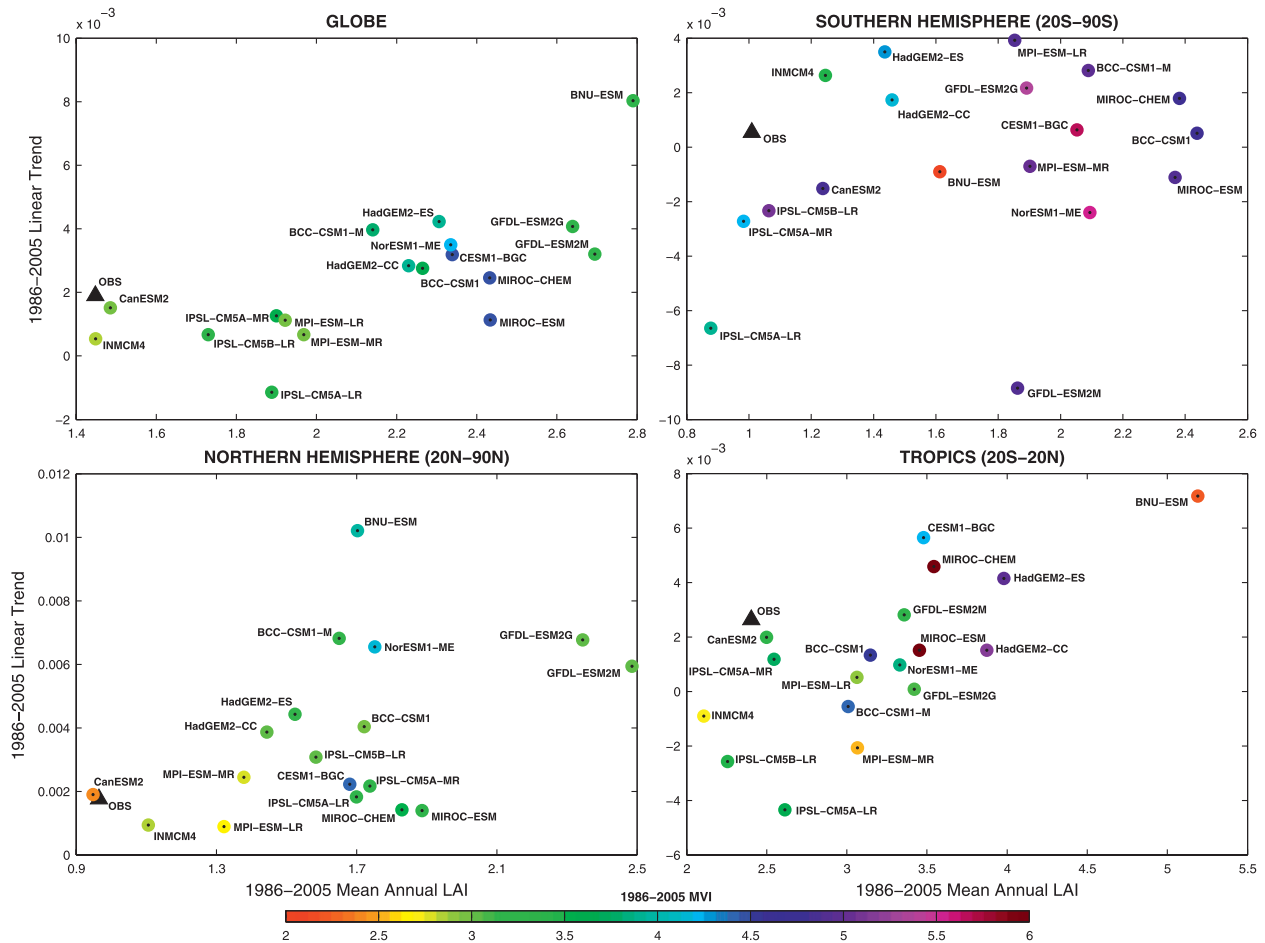 GLOBE
x 10⁻³
10
8
6
4
2
0
−2
1986−2005 Linear Trend
BNU−ESM
HadGEM2−ES
GFDL−ESM2G
BCC−CSM1−M
NorESM1−ME
GFDL−ESM2M
HadGEM2−CC
CESM1−BGC
BCC−CSM1
MIROC−CHEM
OBS
CanESM2
IPSL−CM5A−MR
MPI−ESM−LR
MIROC−ESM
INMCM4
IPSL−CM5B−LR
MPI−ESM−MR
IPSL−CM5A−LR
1.4 1.6 1.8 2 2.2 2.4 2.6 2.8
SOUTHERN HEMISPHERE (20S−90S)
x 10⁻³
4
2
0
−2
−4
−6
−8
−10
HadGEM2−ES
MPI−ESM−LR
INMCM4
BCC−CSM1−M
GFDL−ESM2G
MIROC−CHEM
HadGEM2−CC
CESM1−BGC
OBS
BCC−CSM1
MPI−ESM−MR
BNU−ESM
CanESM2
MIROC−ESM
IPSL−CM5B−LR
NorESM1−ME
IPSL−CM5A−MR
IPSL−CM5A−LR
GFDL−ESM2M
0.8 1 1.2 1.4 1.6 1.8 2 2.2 2.4 2.6
NORTHERN HEMISPHERE (20N−90N)
0.012
0.01
0.008
0.006
0.004
0.002
0
1986−2005 Linear Trend
BNU−ESM
BCC−CSM1−M
GFDL−ESM2G
NorESM1−ME
GFDL−ESM2M
HadGEM2−ES
BCC−CSM1
HadGEM2−CC
IPSL−CM5B−LR
MPI−ESM−MR
CESM1−BGC
IPSL−CM5A−MR
CanESM2
OBS
IPSL−CM5A−LR
MIROC−CHEM
MIROC−ESM
INMCM4
MPI−ESM−LR
0.9 1.3 1.7 2.1 2.5
1986−2005 Mean Annual LAI
TROPICS (20S−20N)
x 10⁻³
8
6
4
2
0
−2
−4
−6
BNU−ESM
CESM1−BGC
MIROC−CHEM
HadGEM2−ES
OBS
GFDL−ESM2M
CanESM2
MIROC−ESM
BCC−CSM1
HadGEM2−CC
IPSL−CM5A−MR
NorESM1−ME
MPI−ESM−LR
GFDL−ESM2G
INMCM4
BCC−CSM1−M
IPSL−CM5B−LR
MPI−ESM−MR
IPSL−CM5A−LR
2 2.5 3 3.5 4 4.5 5 5.5
1986−2005 Mean Annual LAI
1986−2005 MVI
2 2.5 3 3.5 4 4.5 5 5.5 6